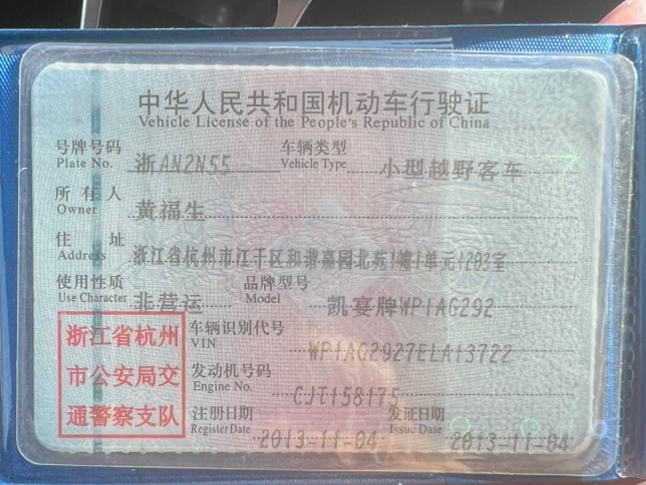 中华人民共和国机动车行驶证
Vehicle License of the People's Republic of China
号牌号码 浙AN2N55 车辆类型 小型越野客车
Plate No. Vehicle Type
所有人 黄福生
Owner
住址 浙江省杭州市江干区和谐嘉园北苑1幢1单元1203室
Address
使用性质 非营运 品牌型号 凯宴牌WP1AG292
Use Character Model
浙江省杭州
市公安局交
通警察支队
车辆识别代号 WP1AG2927ELA13722
VIN
发动机号码 CJT158175
Engine No.
注册日期 2013-11-04 发证日期 2013-11-04
Register Date Issue Date